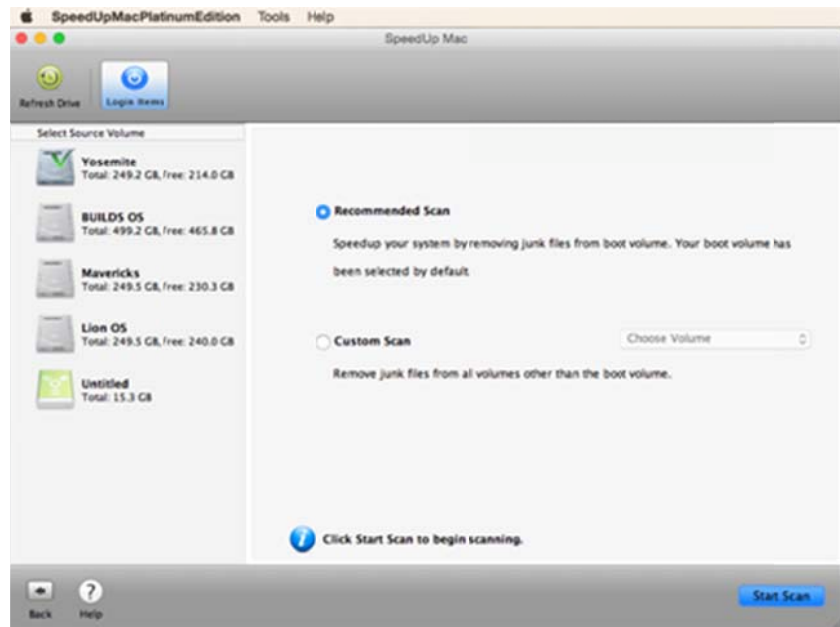 SpeedUpMacPlatinumEdition Tools Help
SpeedUp Mac
Refresh Drive
Login Items
Select Source Volume
Yosemite
Total: 249.2 GB, free: 214.0 GB
BUILDS OS
Total: 499.2 GB, free: 465.8 GB
Mavericks
Total: 249.5 GB, free: 230.3 GB
Lion OS
Total: 249.5 GB, free: 240.0 GB
Untitled
Total: 15.3 GB
Recommended Scan
Speedup your system by removing junk files from boot volume. Your boot volume has
been selected by default
Custom Scan
Choose Volume
Remove junk files from all volumes other than the boot volume.
Click Start Scan to begin scanning.
Back
Help
Start Scan